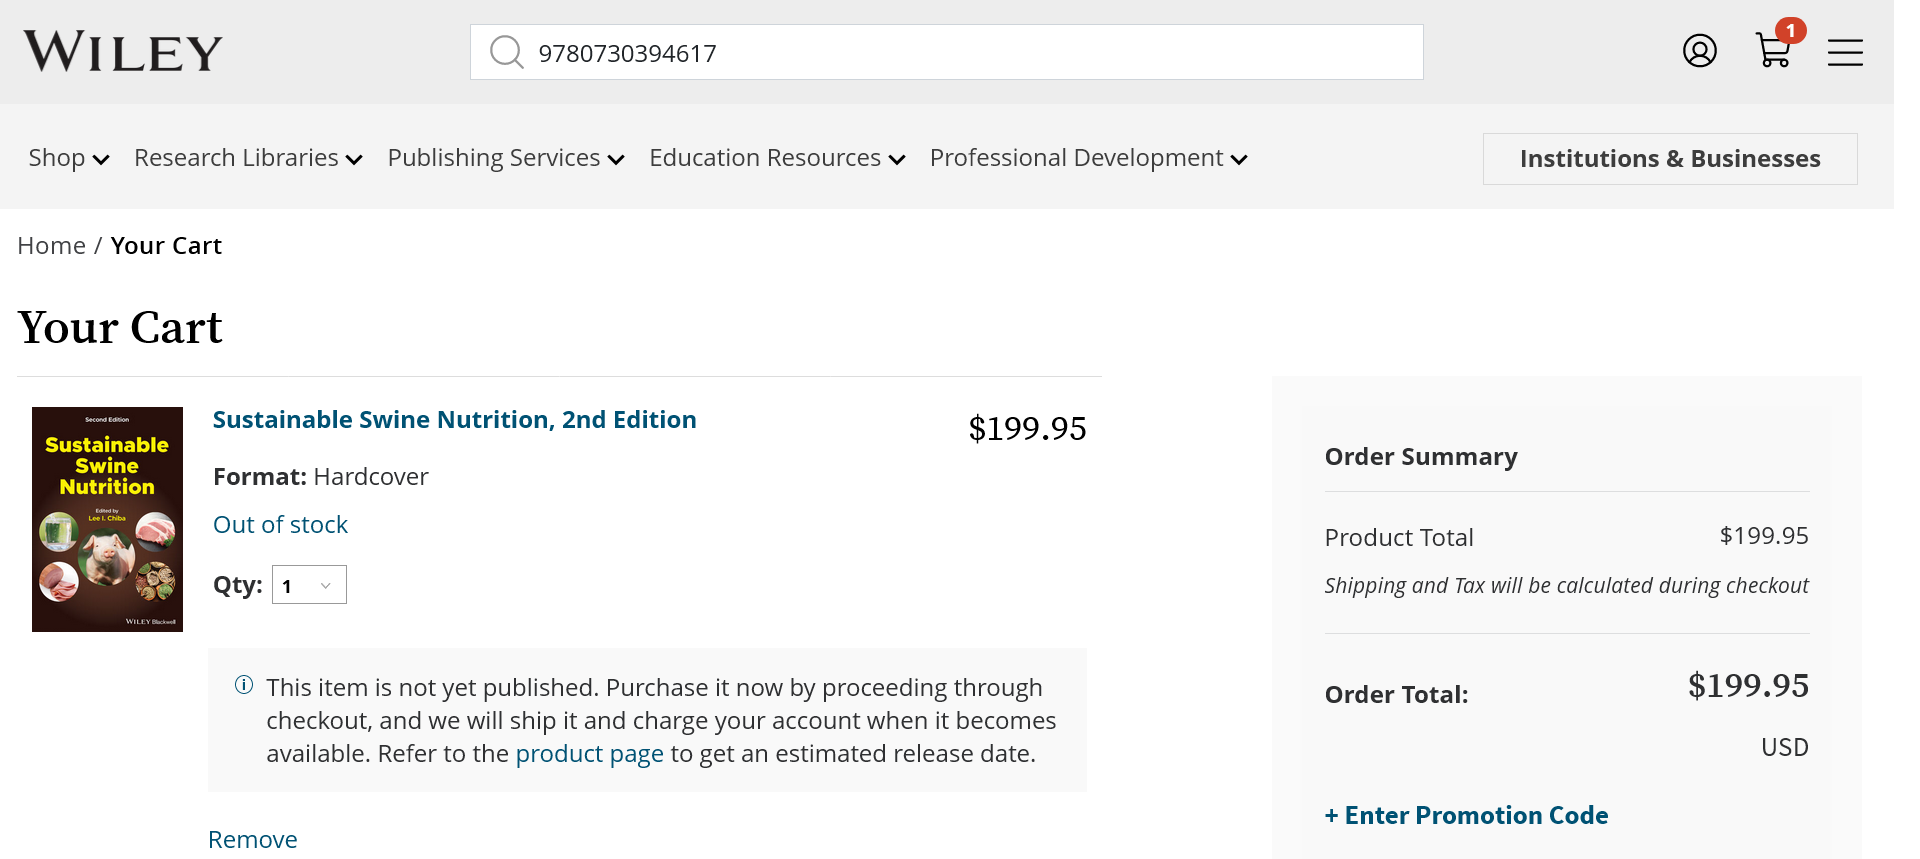 WILEY
9780730394617
1
Shop
Research Libraries
Publishing Services
Education Resources
Professional Development
Institutions & Businesses
Home / Your Cart
Your Cart
Second Edition
Sustainable
Swine
Nutrition
Edited by
Lee I. Chiba
WILEY Blackwell
Sustainable Swine Nutrition, 2nd Edition
$199.95
Format: Hardcover
Out of stock
Qty: 1
This item is not yet published. Purchase it now by proceeding through
checkout, and we will ship it and charge your account when it becomes
available. Refer to the product page to get an estimated release date.
Remove
Order Summary
Product Total $199.95
Shipping and Tax will be calculated during checkout
Order Total: $199.95
USD
+ Enter Promotion Code